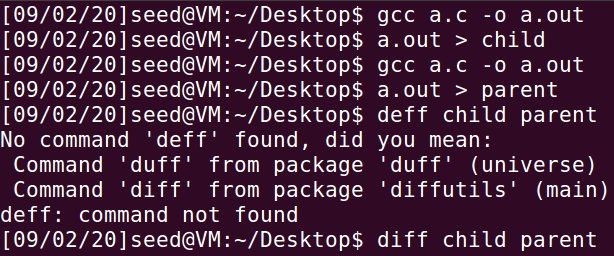 [09/02/20]seed@VM:~/Desktop$ gcc a.c -o a.out
[09/02/20]seed@VM:~/Desktop$ a.out > child
[09/02/20]seed@VM:~/Desktop$ gcc a.c -o a.out
[09/02/20]seed@VM:~/Desktop$ a.out > parent
[09/02/20]seed@VM:~/Desktop$ deff child parent
No command 'deff' found, did you mean:
 Command 'duff' from package 'duff' (universe)
 Command 'diff' from package 'diffutils' (main)
deff: command not found
[09/02/20]seed@VM:~/Desktop$ diff child parent